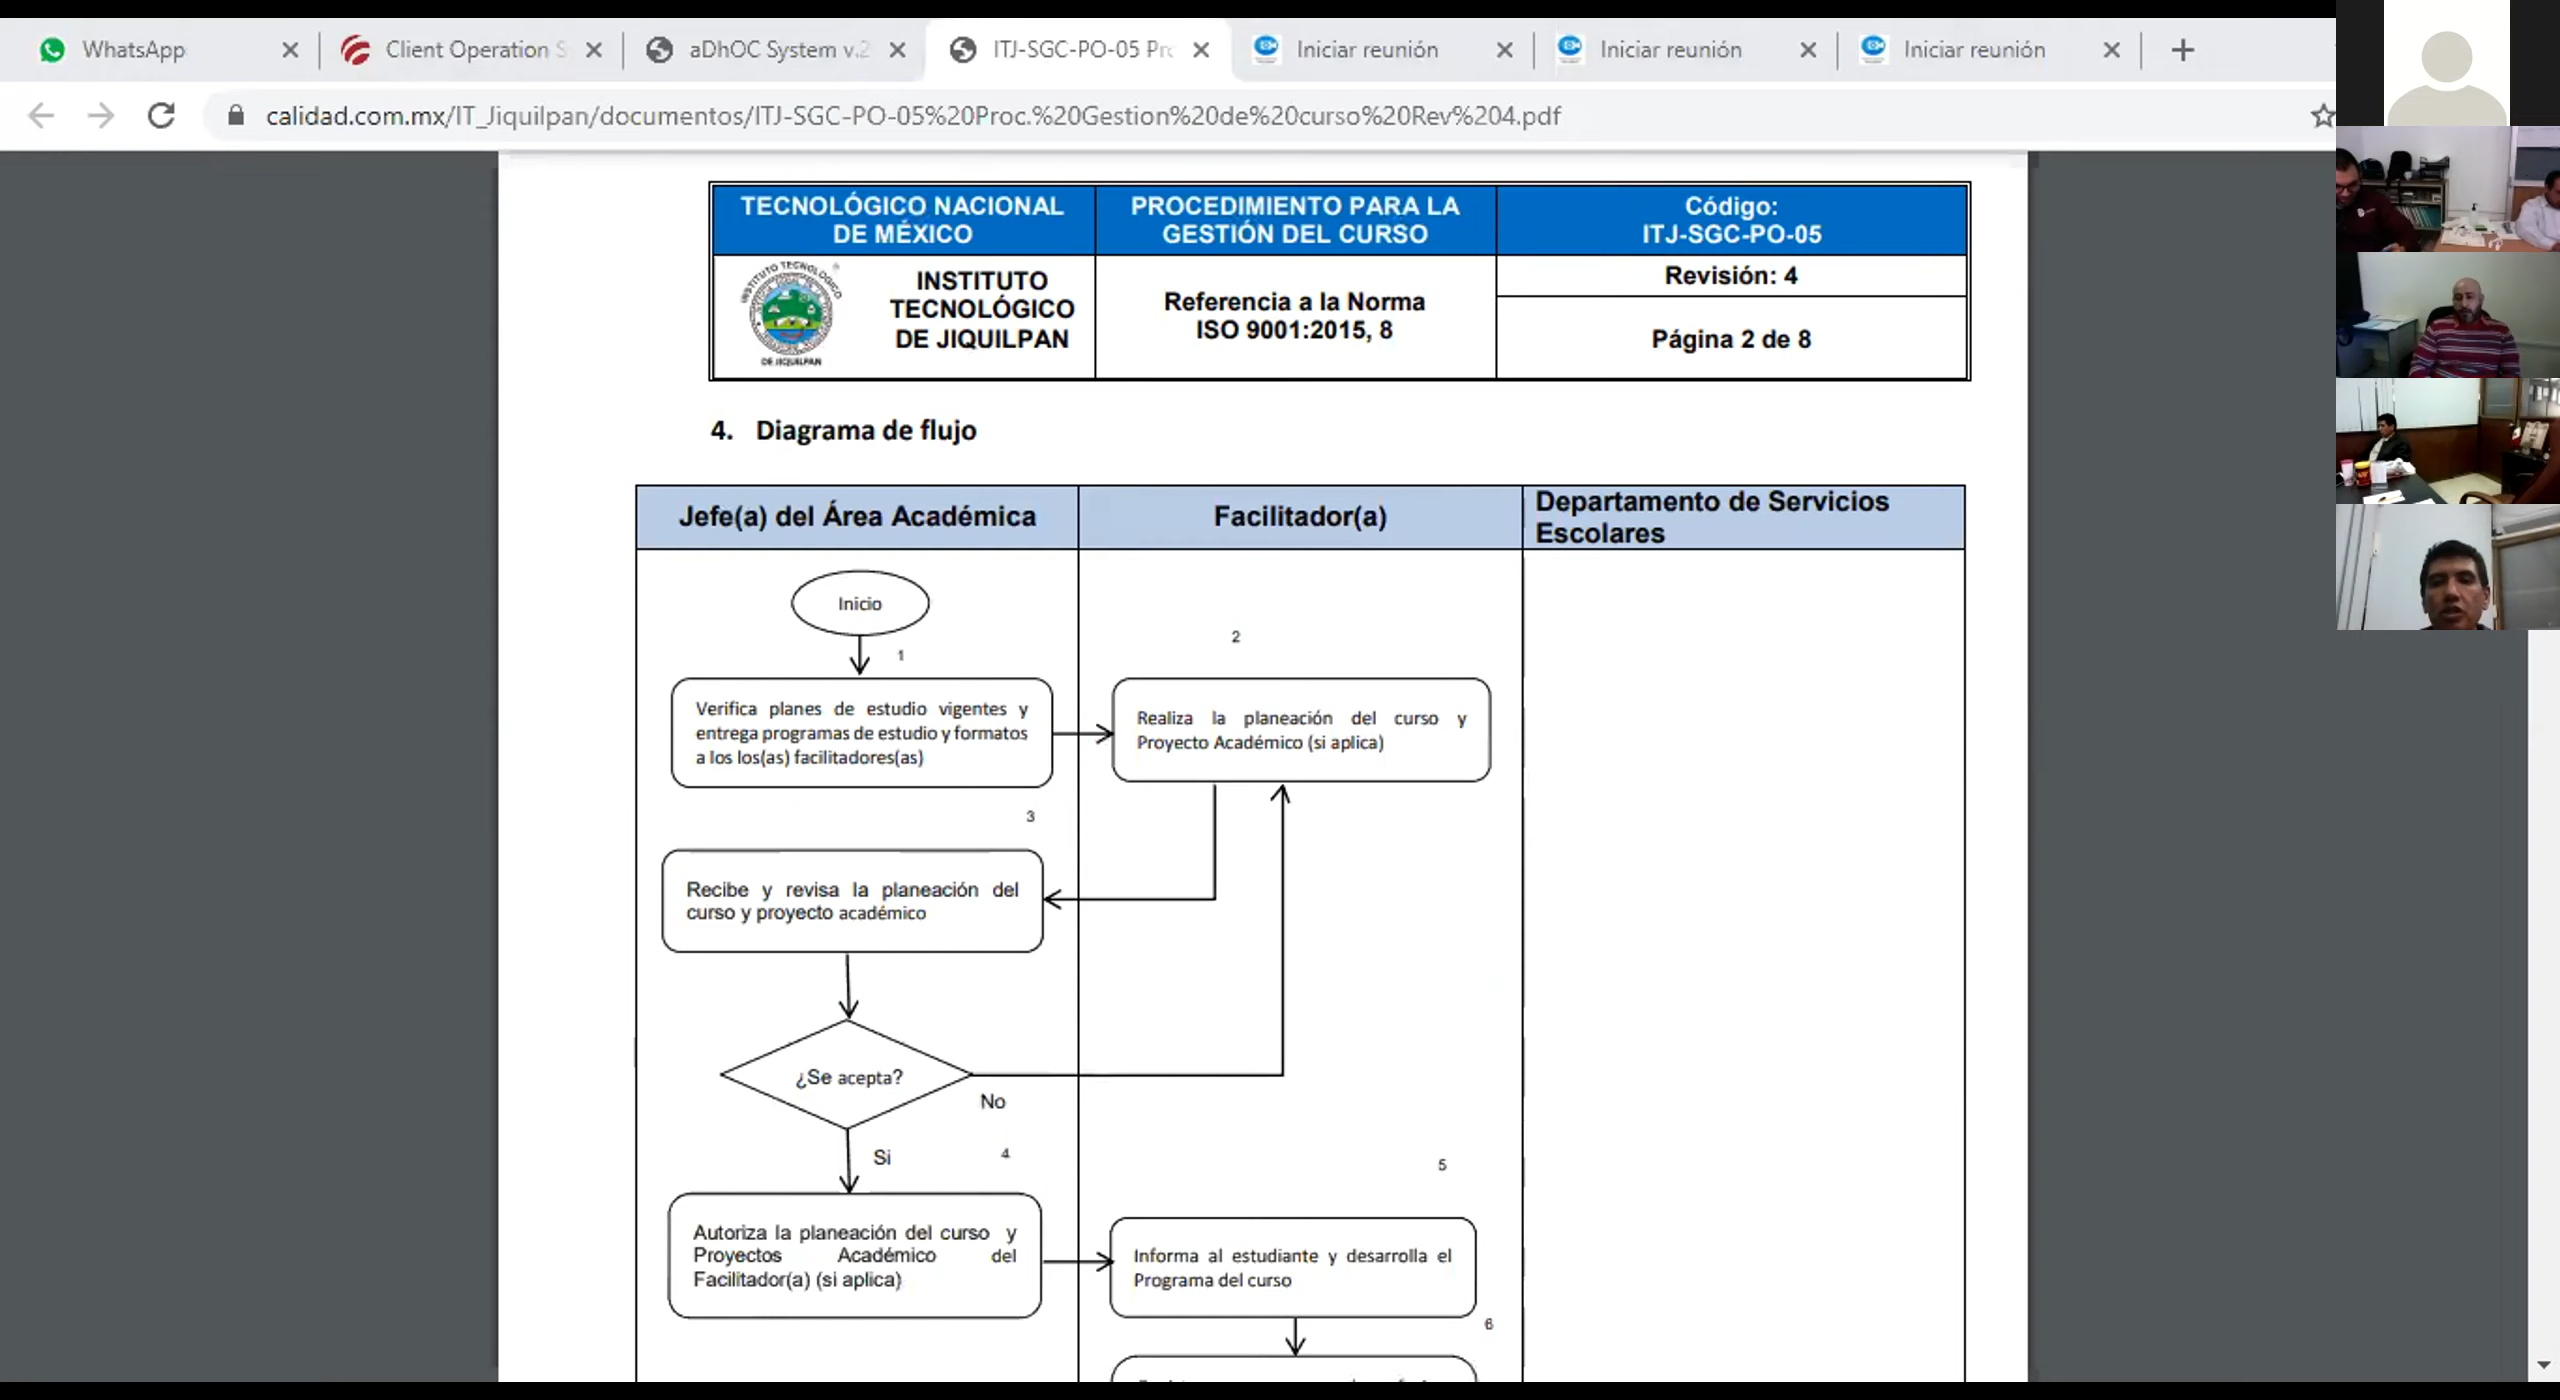 WhatsApp
Client Operation S
aDhOC System v.2
ITJ-SGC-PO-05 Pro
Iniciar reunión
Iniciar reunión
Iniciar reunión
calidad.com.mx/IT_Jiquilpan/documentos/ITJ-SGC-PO-05%20Proc.%20Gestion%20de%20curso%20Rev%204.pdf
TECNOLÓGICO NACIONAL
DE MÉXICO
PROCEDIMIENTO PARA LA
GESTIÓN DEL CURSO
Código:
ITJ-SGC-PO-05
INSTITUTO TECNOLOGICO
DE JIQUILPAN
INSTITUTO
TECNOLÓGICO
DE JIQUILPAN
Referencia a la Norma
ISO 9001:2015, 8
Revisión: 4
Página 2 de 8
4. Diagrama de flujo
Jefe(a) del Área Académica
Facilitador(a)
Departamento de Servicios
Escolares
Inicio
1
2
Verifica planes de estudio vigentes y
entrega programas de estudio y formatos
a los los(as) facilitadores(as)
Realiza la planeación del curso y
Proyecto Académico (si aplica)
3
Recibe y revisa la planeación del
curso y proyecto académico
¿Se acepta?
No
Si
4
5
Autoriza la planeación del curso y
Proyectos Académico del
Facilitador(a) (si aplica)
Informa al estudiante y desarrolla el
Programa del curso
6